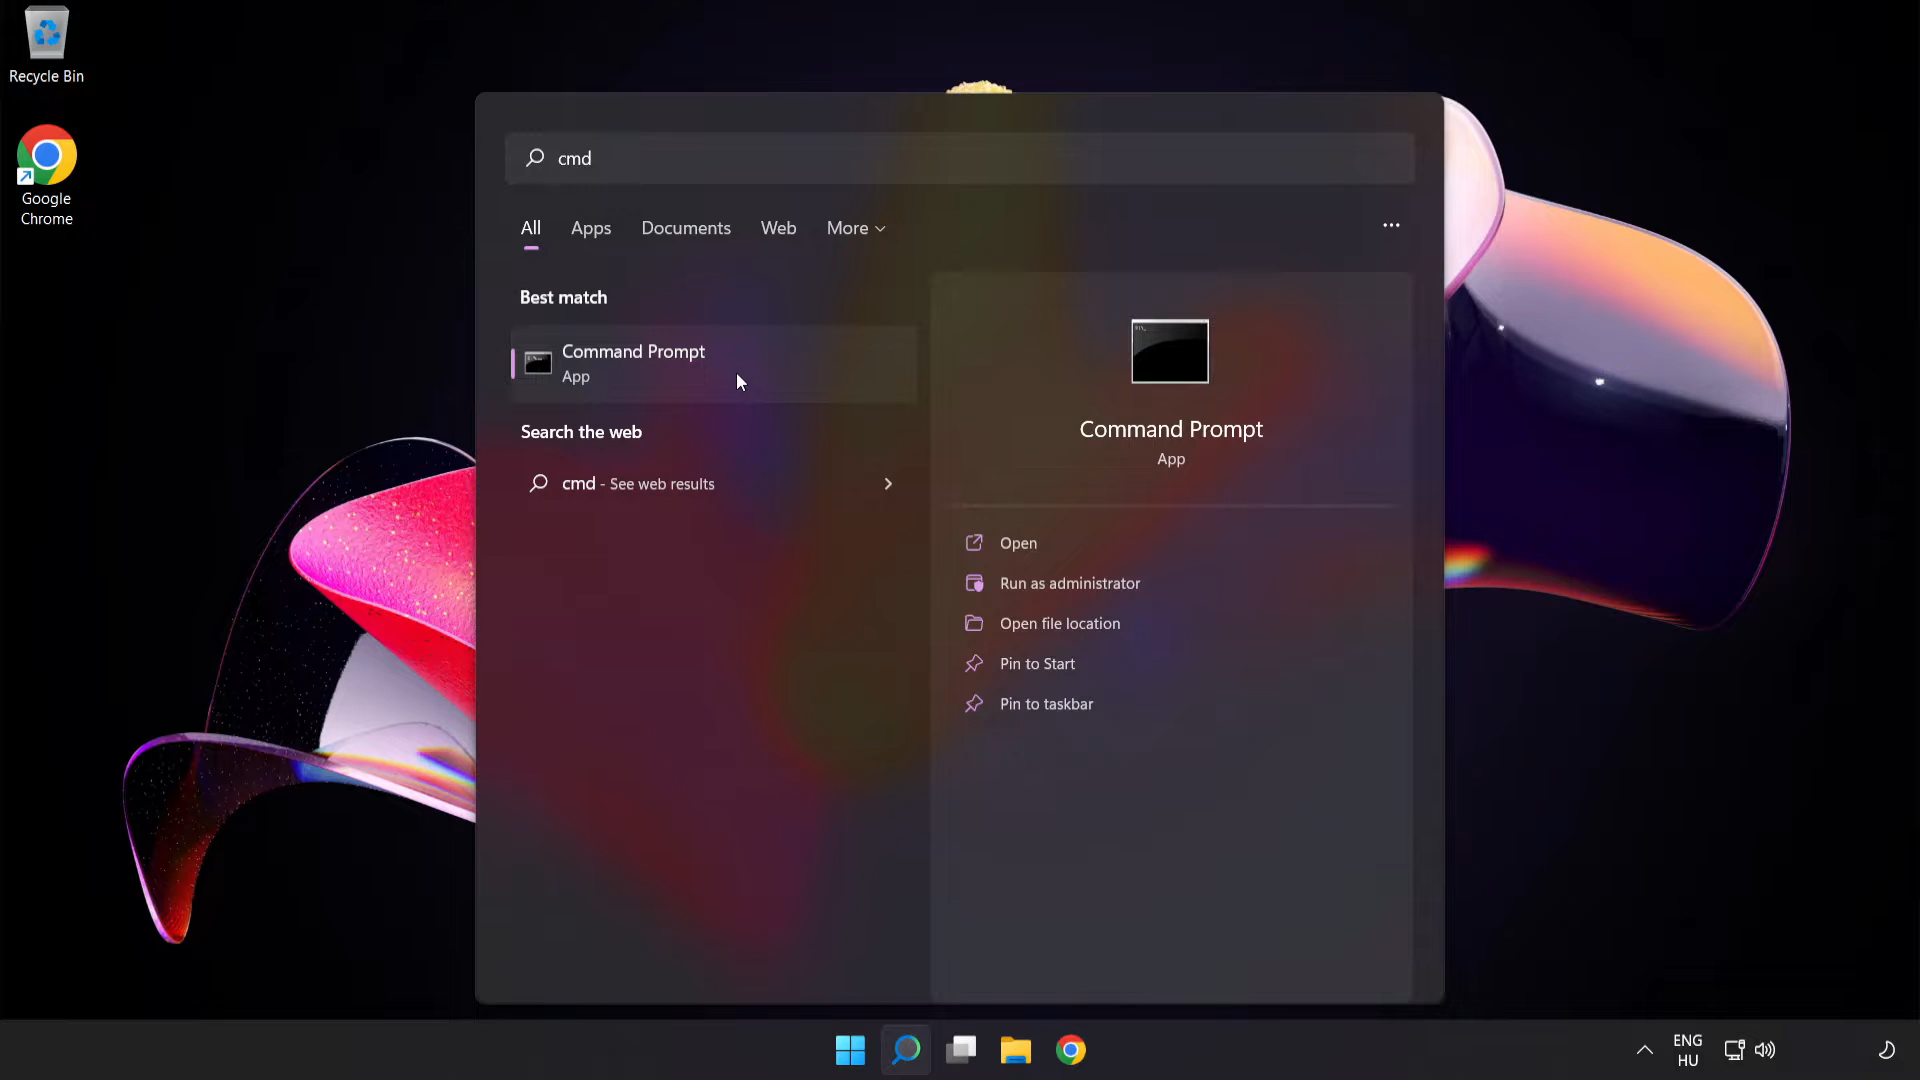 Recycle Bin
Google
Chrome
cmd
All
Apps
Documents
Web
More
Best match
Command Prompt
App
Search the web
cmd - See web results
Command Prompt
App
Open
Run as administrator
Open file location
Pin to Start
Pin to taskbar
ENG
HU